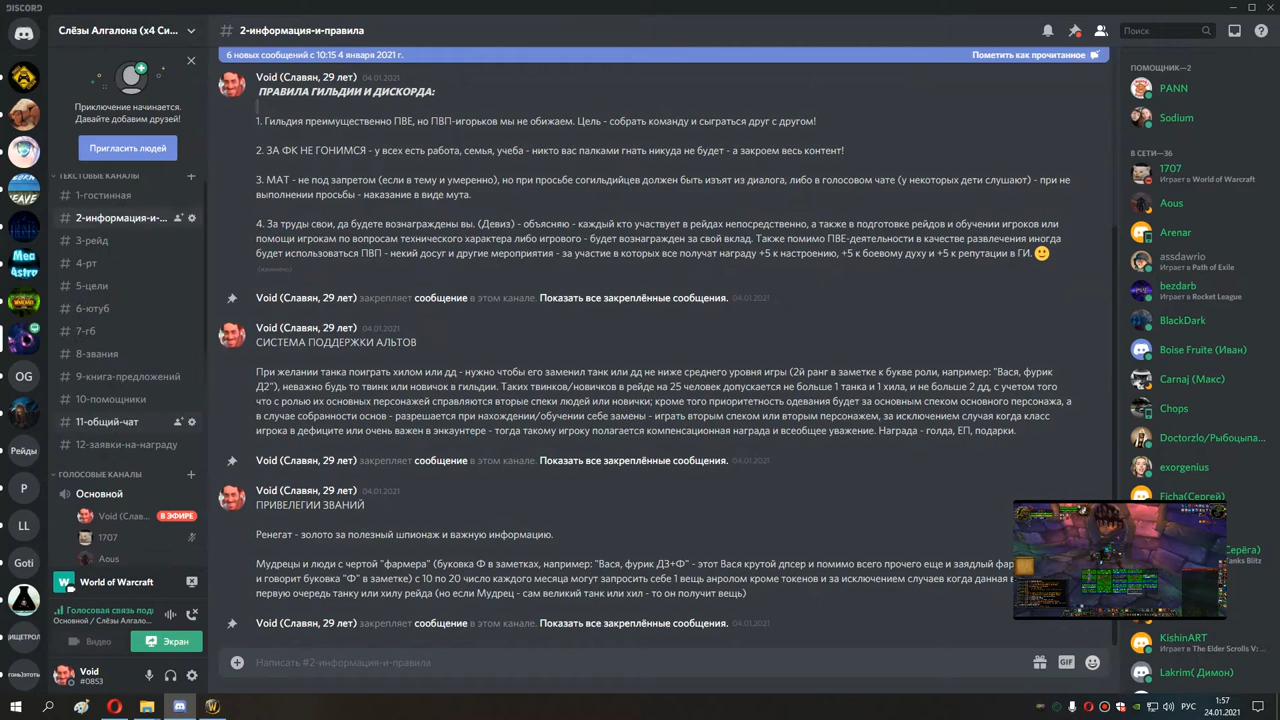 DISCORD
Слёзы Алгалона (x4 Си...
2-информация-и-правила
Поиск
6 новых сообщений с 10:15 4 января 2021 г.
Пометить как прочитанное
Приключение начинается.
Давайте добавим друзей!
Пригласить людей
ТЕКСТОВЫЕ КАНАЛЫ
1-гостинная
2-информация-и-...
3-рейд
4-рт
5-цели
6-ютуб
7-гб
8-звания
9-книга-предложений
10-помощники
11-общий-чат
12-заявки-на-награду
ГОЛОСОВЫЕ КАНАЛЫ
Основной
Void (Слав...
В ЭФИРЕ
1707
Aous
World of Warcraft
Голосовая связь под
Основной / Слёзы Алгало...
Видео
Экран
Void
#0853
OG
Рейды
P
LL
Goti
Void (Славян, 29 лет) 04.01.2021
ПРАВИЛА ГИЛЬДИИ И ДИСКОРДА:
1. Гильдия преимущественно ПВЕ, но ПВП-игорьков мы не обижаем. Цель - собрать команду и сыграться друг с другом!
2. ЗА ФК НЕ ГОНИМСЯ - у всех есть работа, семья, учеба - никто вас палками гнать никуда не будет - а закроем весь контент!
3. МАТ - не под запретом (если в тему и умеренно), но при просьбе согильдийцев должен быть изъят из диалога, либо в голосовом чате (у некоторых дети слушают) - при не
выполнении просьбы - наказание в виде мута.
4. За труды свои, да будете вознаграждены вы. (Девиз) - объясняю - каждый кто участвует в рейдах непосредственно, а также в проведении рейдов и обучении игроков или
помощи игрокам по вопросам технического характера либо игрового - будет вознагражден за свой вклад. Также помимо ПВЕ-деятельности в качестве развлечения иногда
будет использоваться ПВП - некий досуг и другие мероприятия - за участие в которых все получат награду +5 к настроению, +5 к боевому духу и +5 к репутации в ГИ.
(изменено)
Void (Славян, 29 лет) закрепляет сообщение в этом канале. Показать все закреплённые сообщения. 04.01.2021
Void (Славян, 29 лет) 04.01.2021
СИСТЕМА ПОДДЕРЖКИ АЛЬТОВ
При желании танка поиграть хилом или дд - нужно чтобы его заменил танк или дд не ниже среднего уровня игры (2й ранг в заметке к букве роли, например: "Вася, фурик
Д2"), неважно будь то твинк или новичок в гильдии. Таких твинков/новичков в рейде на 25 человек допускается не больше 1 танка и 1 хила, и не больше 2 дд, с учетом того
что с ролью их основных персонажей справляются вторые спеки людей или новички; кроме того приоритетность одевания будет за основным спеком основного персонажа, а
в случае собранности основ - разрешается при нахождении/обучении себе замены - играть вторым спеком или вторым персонажем, за исключением случая когда класс
игрока в дефиците или очень важен в энкаунтере - тогда такому игроку полагается компенсационная награда и всеобщее уважение. Награда - голда, ЕП, подарки.
Void (Славян, 29 лет) закрепляет сообщение в этом канале. Показать все закреплённые сообщения. 04.01.2021
Void (Славян, 29 лет) 04.01.2021
ПРИВЕЛЕГИИ ЗВАНИЙ
Ренегат - золото за полезный шпионаж и важную информацию.
Мудрецы и люди с чертой "фармера" (буковка Ф в заметках, например: "Вася, фурик Д3+Ф" - этот Вася крутой дпсер и помимо всего прочего еще и заядлый фар
и говорит буковка "Ф" в заметке) - 10 по 20 число каждого месяца могут запросить себе 1 вещь анролом кроме токенов и за исключением случаев когда данная в
первую очередь танку или хилу рейда (но если Мудрец - сам великий танк или хил - то он получит вещь)
Void (Славян, 29 лет) закрепляет сообщение в этом канале. Показать все закреплённые сообщения. 04.01.2021
Написать #2-информация-и-правила
GIF
ПОМОЩНИК—2
PANN
Sodium
В СЕТИ—36
1707
Играет в World of Warcraft
Aous
Arenar
assdawrio
Играет в Path of Exile
bezdarb
Играет в Rocket League
BlackDark
Boise Fruite (Иван)
Carnaj (Макс)
Chops
Doctorzlo/Рыбоцыпа...
exorgenius
Ficha(Сергей)
KishinART
Играет в The Elder Scrolls V: ...
Lakrim( Димон)
РУС
1:57
24.01.2021